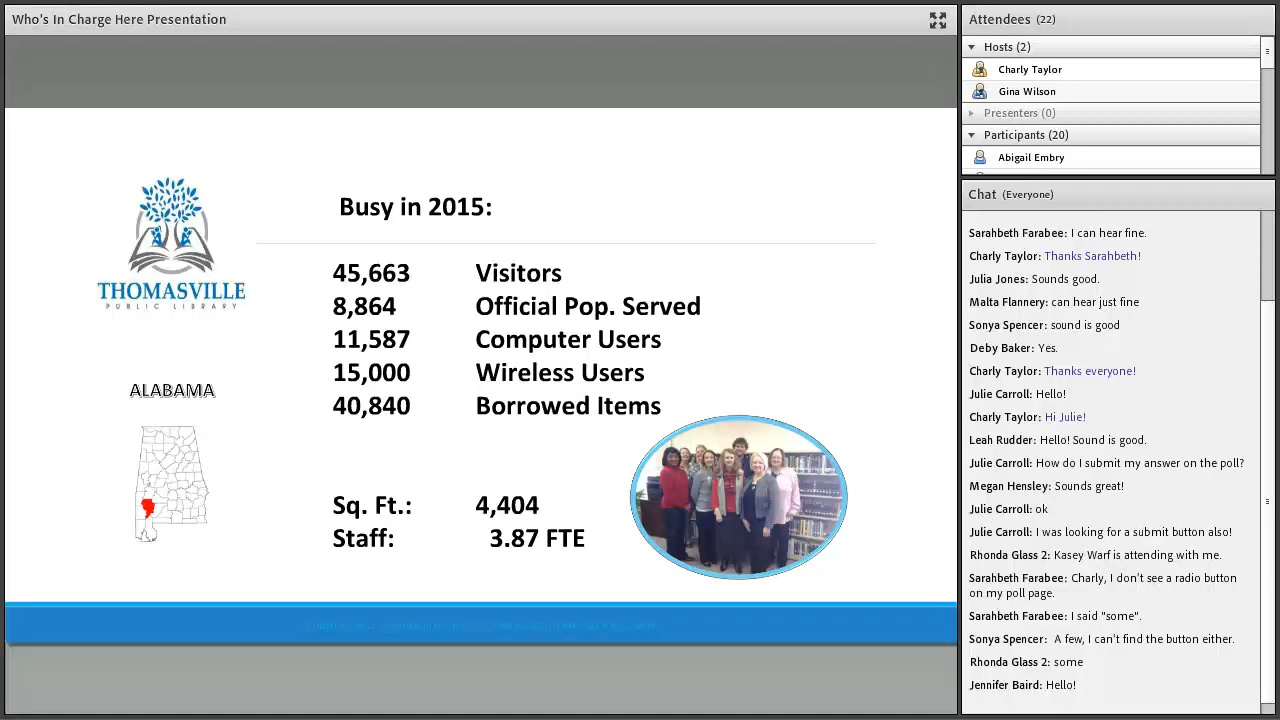 Who's In Charge Here Presentation
THOMASVILLE
PUBLIC LIBRARY
ALABAMA
Busy in 2015:
45,663 Visitors
8,864 Official Pop. Served
11,587 Computer Users
15,000 Wireless Users
40,840 Borrowed Items
Sq. Ft.: 4,404
Staff: 3.87 FTE
Attendees (22)
Hosts (2)
Charly Taylor
Gina Wilson
Presenters (0)
Participants (20)
Abigail Embry
Chat (Everyone)
Sarahbeth Farabee: I can hear fine.
Charly Taylor: Thanks Sarahbeth!
Julia Jones: Sounds good.
Malta Flannery: can hear just fine
Sonya Spencer: sound is good
Deby Baker: Yes.
Charly Taylor: Thanks everyone!
Julie Carroll: Hello!
Charly Taylor: Hi Julie!
Leah Rudder: Hello! Sound is good.
Julie Carroll: How do I submit my answer on the poll?
Megan Hensley: Sounds great!
Julie Carroll: ok
Julie Carroll: I was looking for a submit button also!
Rhonda Glass 2: Kasey Warf is attending with me.
Sarahbeth Farabee: Charly, I don't see a radio button
on my poll page.
Sarahbeth Farabee: I said "some".
Sonya Spencer: A few, I can't find the button either.
Rhonda Glass 2: some
Jennifer Baird: Hello!